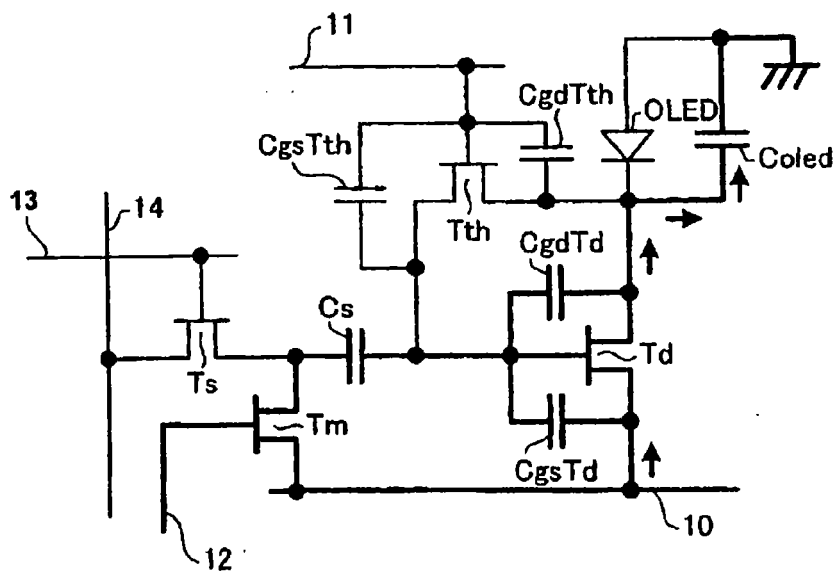 11
CgdTth
OLED
CgsTth
Coled
14
13
Tth
CgdTd
Cs
Ts
Td
Tm
CgsTd
10
12